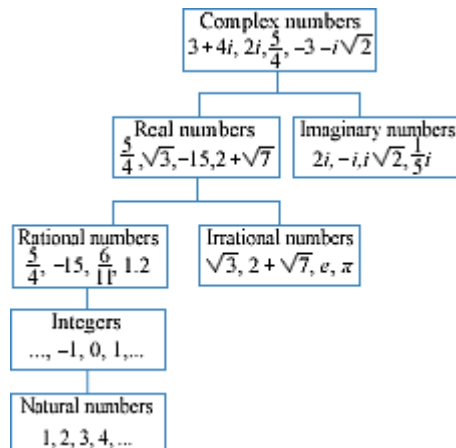 Complex numbers
3 + 4i, 2i, 5/4, −3 − i√2
Real numbers
5/4, √3, −15, 2 + √7
Imaginary numbers
2i, −i, i√2, 1/5 i
Rational numbers
5/4, −15, 6/11, 1.2
Irrational numbers
√3, 2 + √7, e, π
Integers
..., −1, 0, 1,...
Natural numbers
1, 2, 3, 4, ...